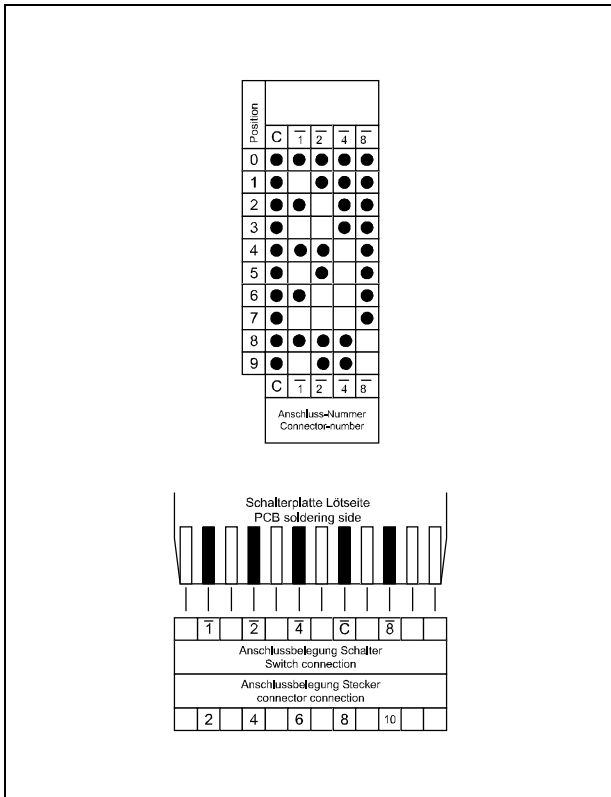 Position
C 1̅ 2̅ 4̅ 8̅
0
1
2
3
4
5
6
7
8
9
C 1̅ 2̅ 4̅ 8̅
Anschluss-Nummer
Connector-number
Schalterplatte Lötseite
PCB soldering side
1̅ 2̅ 4̅ C̅ 8̅
Anschlussbelegung Schalter
Switch connection
Anschlussbelegung Stecker
connector connection
2 4 6 8 10